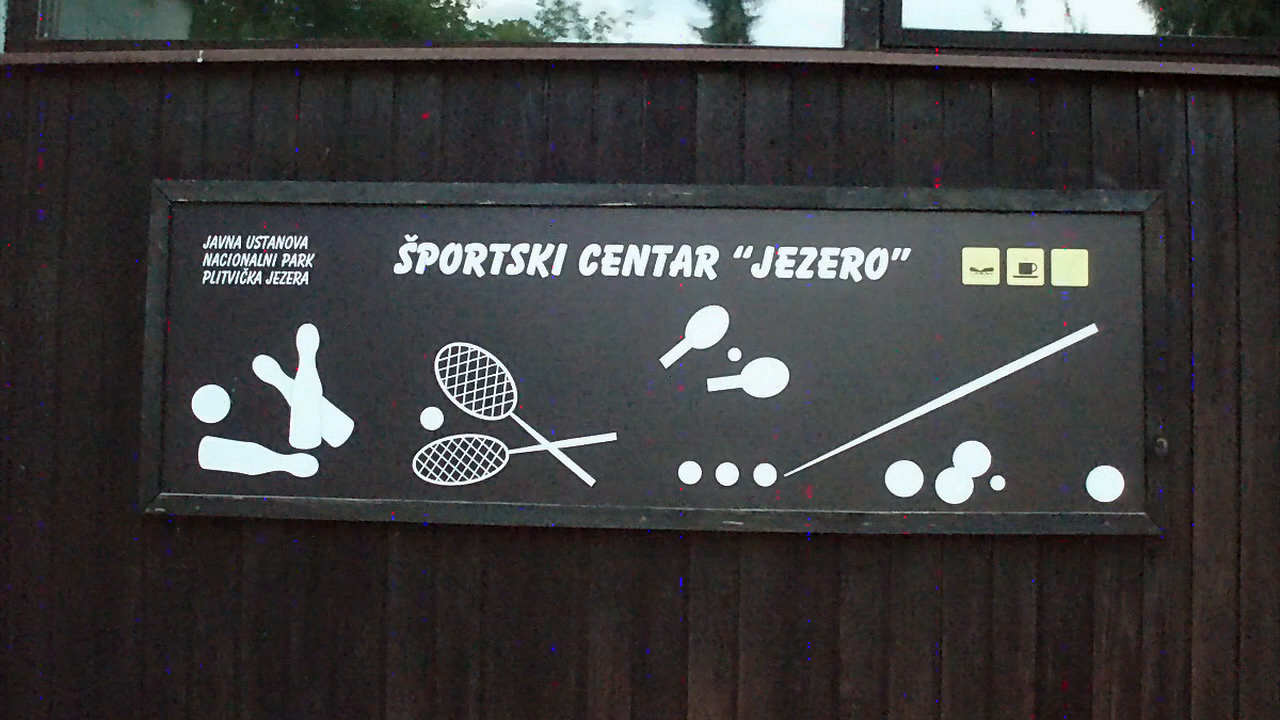 JAVNA USTANOVA
NACIONALNI PARK
PLITVIČKA JEZERA
ŠPORTSKI CENTAR “JEZERO”